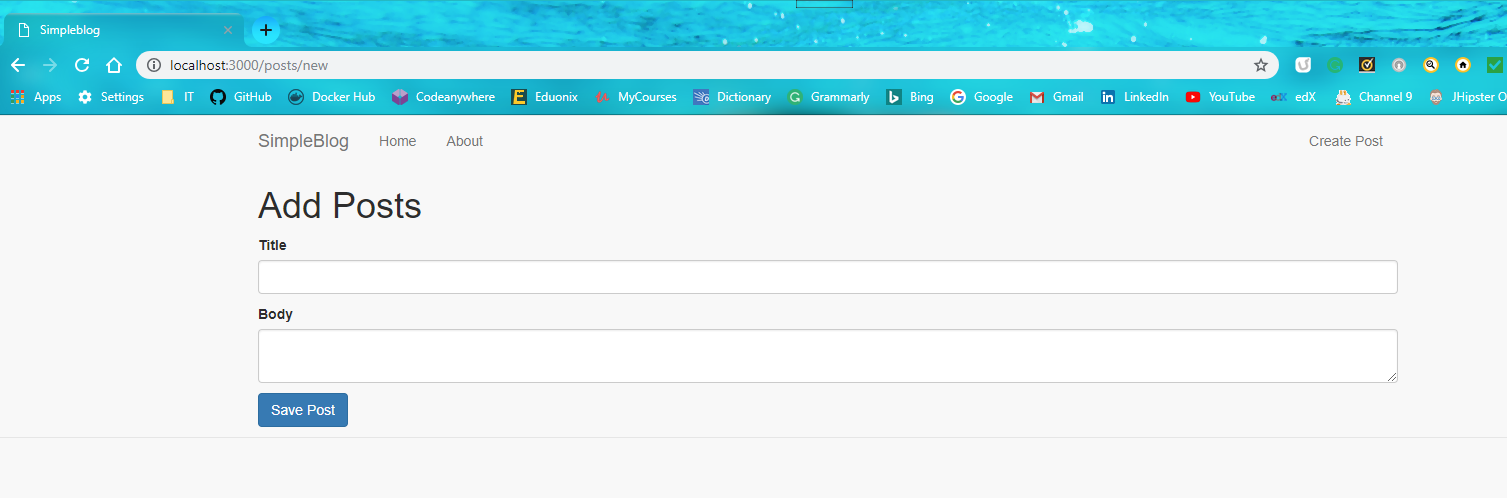 Simpleblog
localhost:3000/posts/new
Apps Settings IT GitHub Docker Hub Codeanywhere Eduonix MyCourses Dictionary Grammarly Bing Google Gmail LinkedIn YouTube edX Channel 9 JHipster O
SimpleBlog Home About Create Post
Add Posts
Title
Body
Save Post